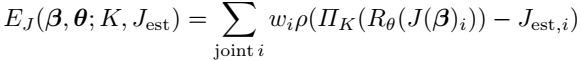 E_J(β, θ; K, J_est) = ∑_{joint i} w_i ρ(Π_K(R_θ(J(β)_i)) − J_{est,i})